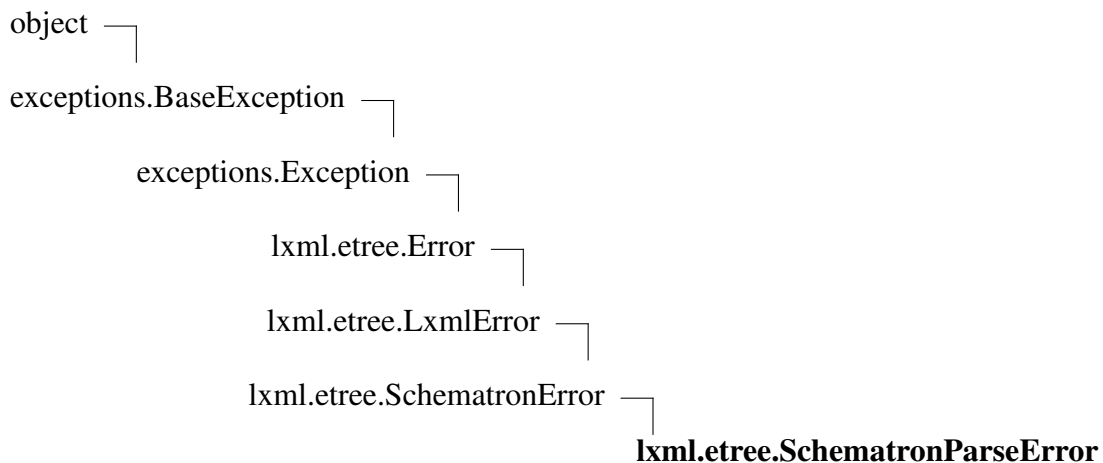 object
exceptions.BaseException
exceptions.Exception
lxml.etree.Error
lxml.etree.LxmlError
lxml.etree.SchematronError
lxml.etree.SchematronParseError